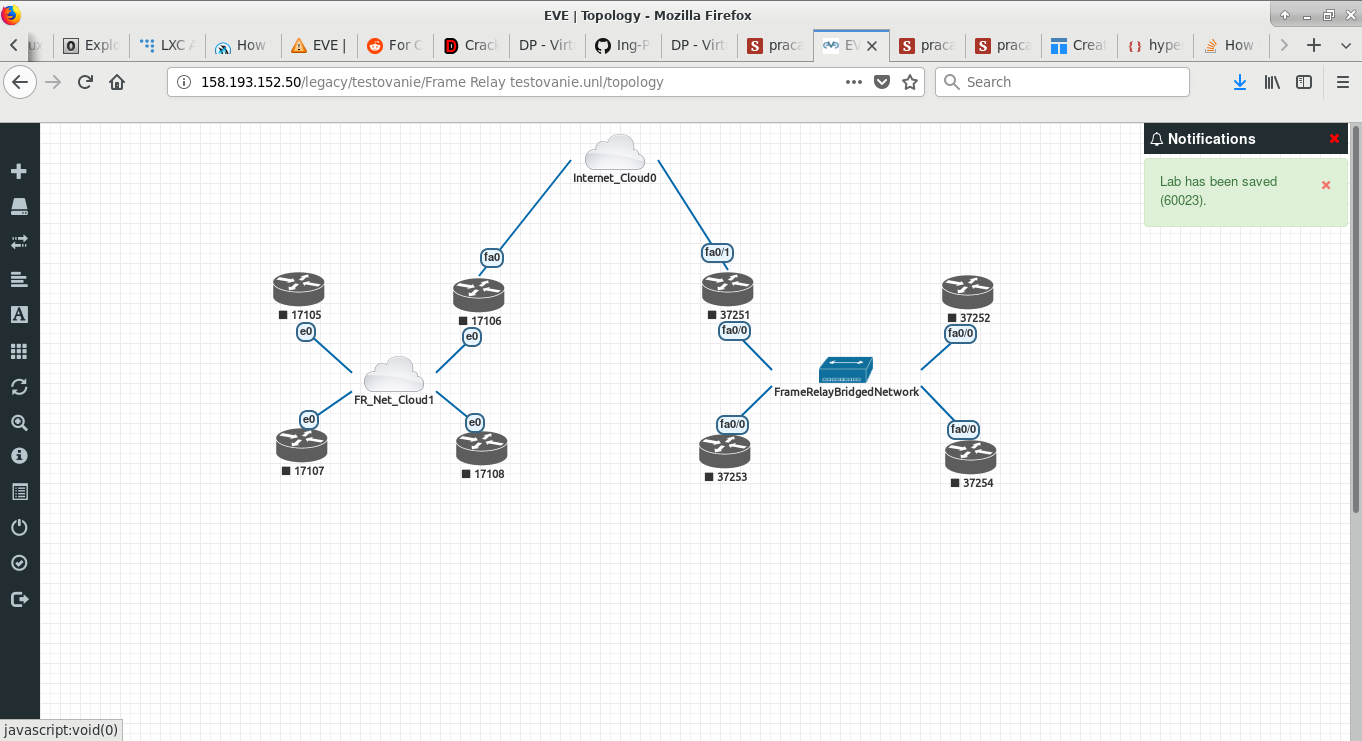 EVE | Topology - Mozilla Firefox
Explo
LXC
How
EVE |
For C
Crack
DP - Virt
Ing-P
DP - Virt
praca
EV
praca
praca
Creat
hype
How
158.193.152.50/legacy/testovanie/Frame Relay testovanie.unl/topology
Search
Notifications
Lab has been saved
(60023).
Internet_Cloud0
fa0
fa0/1
17105
17106
37251
37252
e0
e0
fa0/0
fa0/0
FR_Net_Cloud1
FrameRelayBridgedNetwork
e0
e0
fa0/0
fa0/0
17107
17108
37253
37254
javascript:void(0)